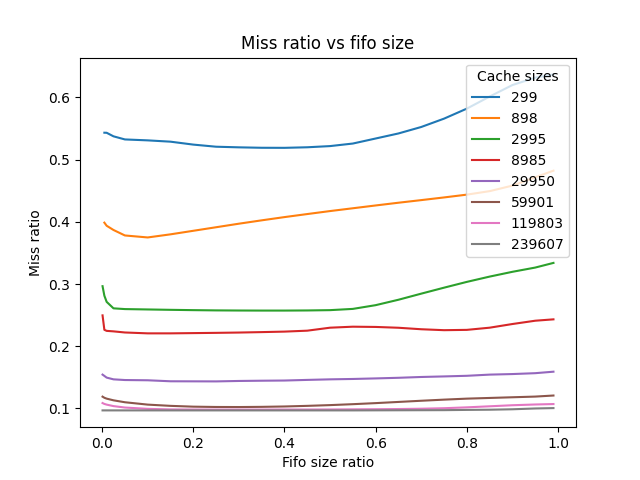 Miss ratio vs fifo size
Cache sizes
299
898
2995
8985
29950
59901
119803
239607
Miss ratio
0.6
0.5
0.4
0.3
0.2
0.1
0.0 0.2 0.4 0.6 0.8 1.0
Fifo size ratio